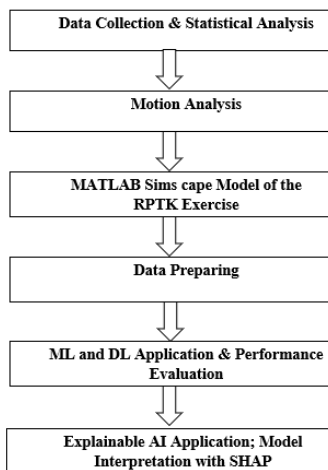 Data Collection & Statistical Analysis
Motion Analysis
MATLAB Sims cape Model of the
RPTK Exercise
Data Preparing
ML and DL Application & Performance
Evaluation
Explainable AI Application; Model
Interpretation with SHAP